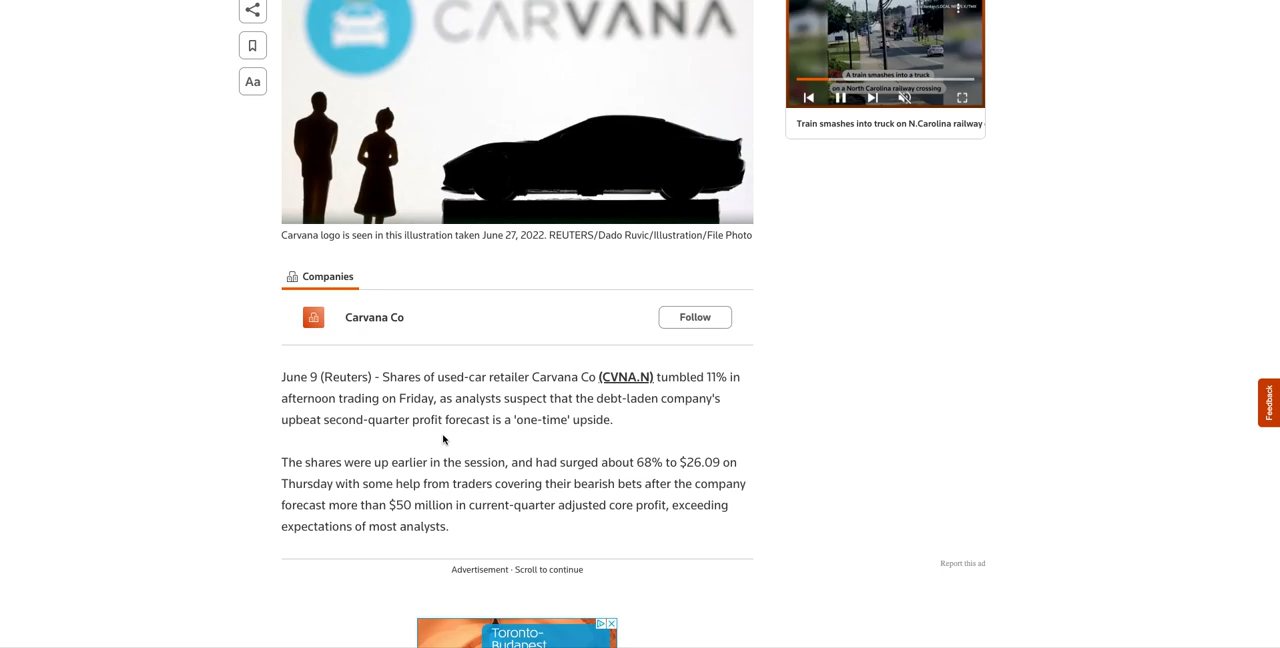 CARVANA
Aa
A train smashes into a truck
on a North Carolina railway crossing
Train smashes into truck on N.Carolina railway
Carvana logo is seen in this illustration taken June 27, 2022. REUTERS/Dado Ruvic/Illustration/File Photo
Companies
Carvana Co
Follow
June 9 (Reuters) - Shares of used-car retailer Carvana Co (CVNA.N) tumbled 11% in
afternoon trading on Friday, as analysts suspect that the debt-laden company's
upbeat second-quarter profit forecast is a 'one-time' upside.
Feedback
The shares were up earlier in the session, and had surged about 68% to $26.09 on
Thursday with some help from traders covering their bearish bets after the company
forecast more than $50 million in current-quarter adjusted core profit, exceeding
expectations of most analysts.
Report this ad
Advertisement · Scroll to continue
Toronto-
Budapest